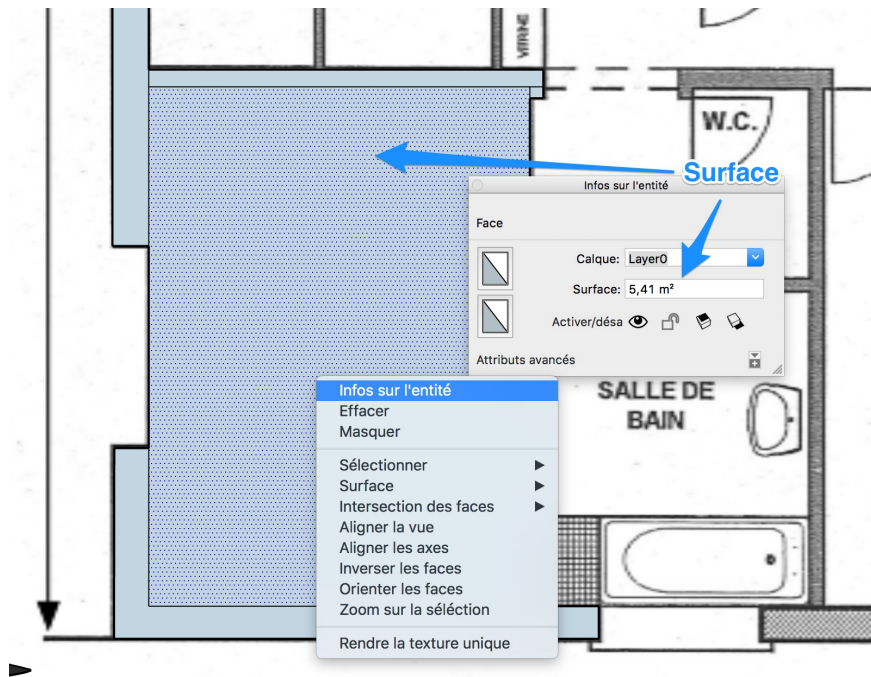 VITRINE
W.C.
Surface
Infos sur l'entité
Face
Calque: Layer0
Surface: 5,41 m²
Activer/désa
Attributs avancés
Infos sur l'entité
Effacer
Masquer
Sélectionner
Surface
Intersection des faces
Aligner la vue
Aligner les axes
Inverser les faces
Orienter les faces
Zoom sur la séléction
Rendre la texture unique
SALLE DE
BAIN